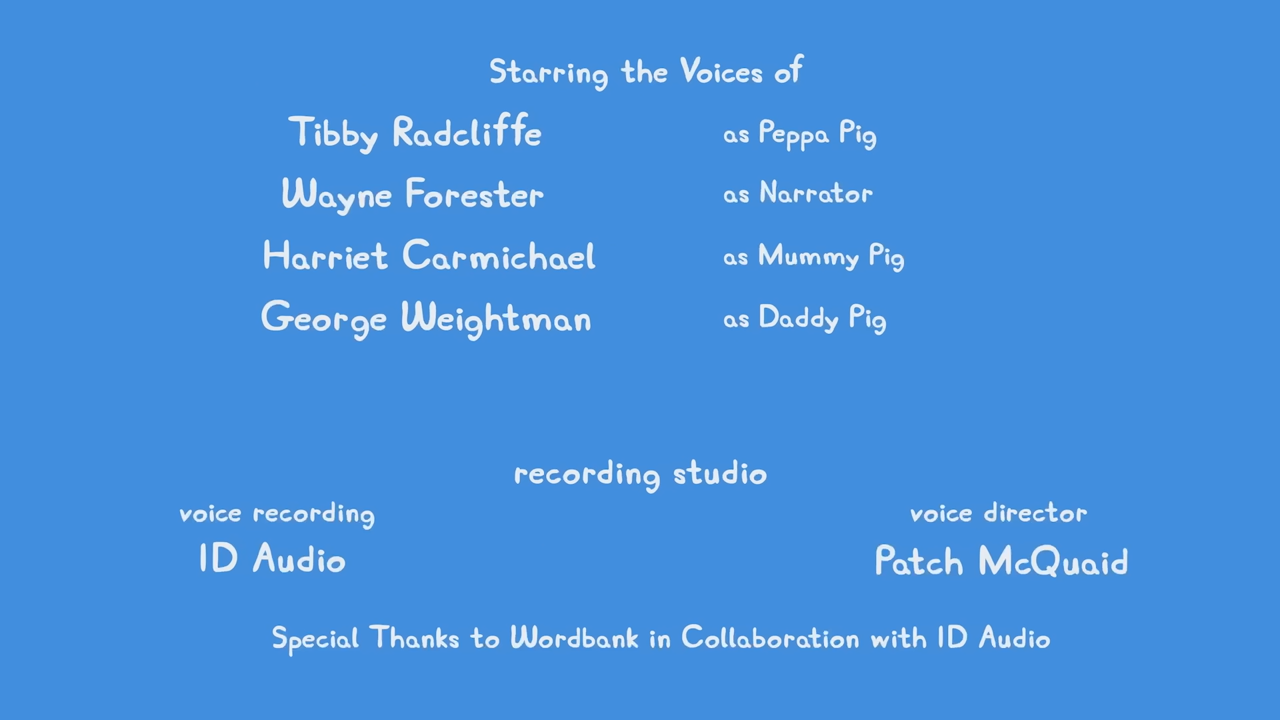 Starring the Voices of
Tibby Radcliffe as Peppa Pig
Wayne Forester as Narrator
Harriet Carmichael as Mummy Pig
George Weightman as Daddy Pig
recording studio
voice recording voice director
ID Audio Patch McQuaid
Special Thanks to Wordbank in Collaboration with ID Audio